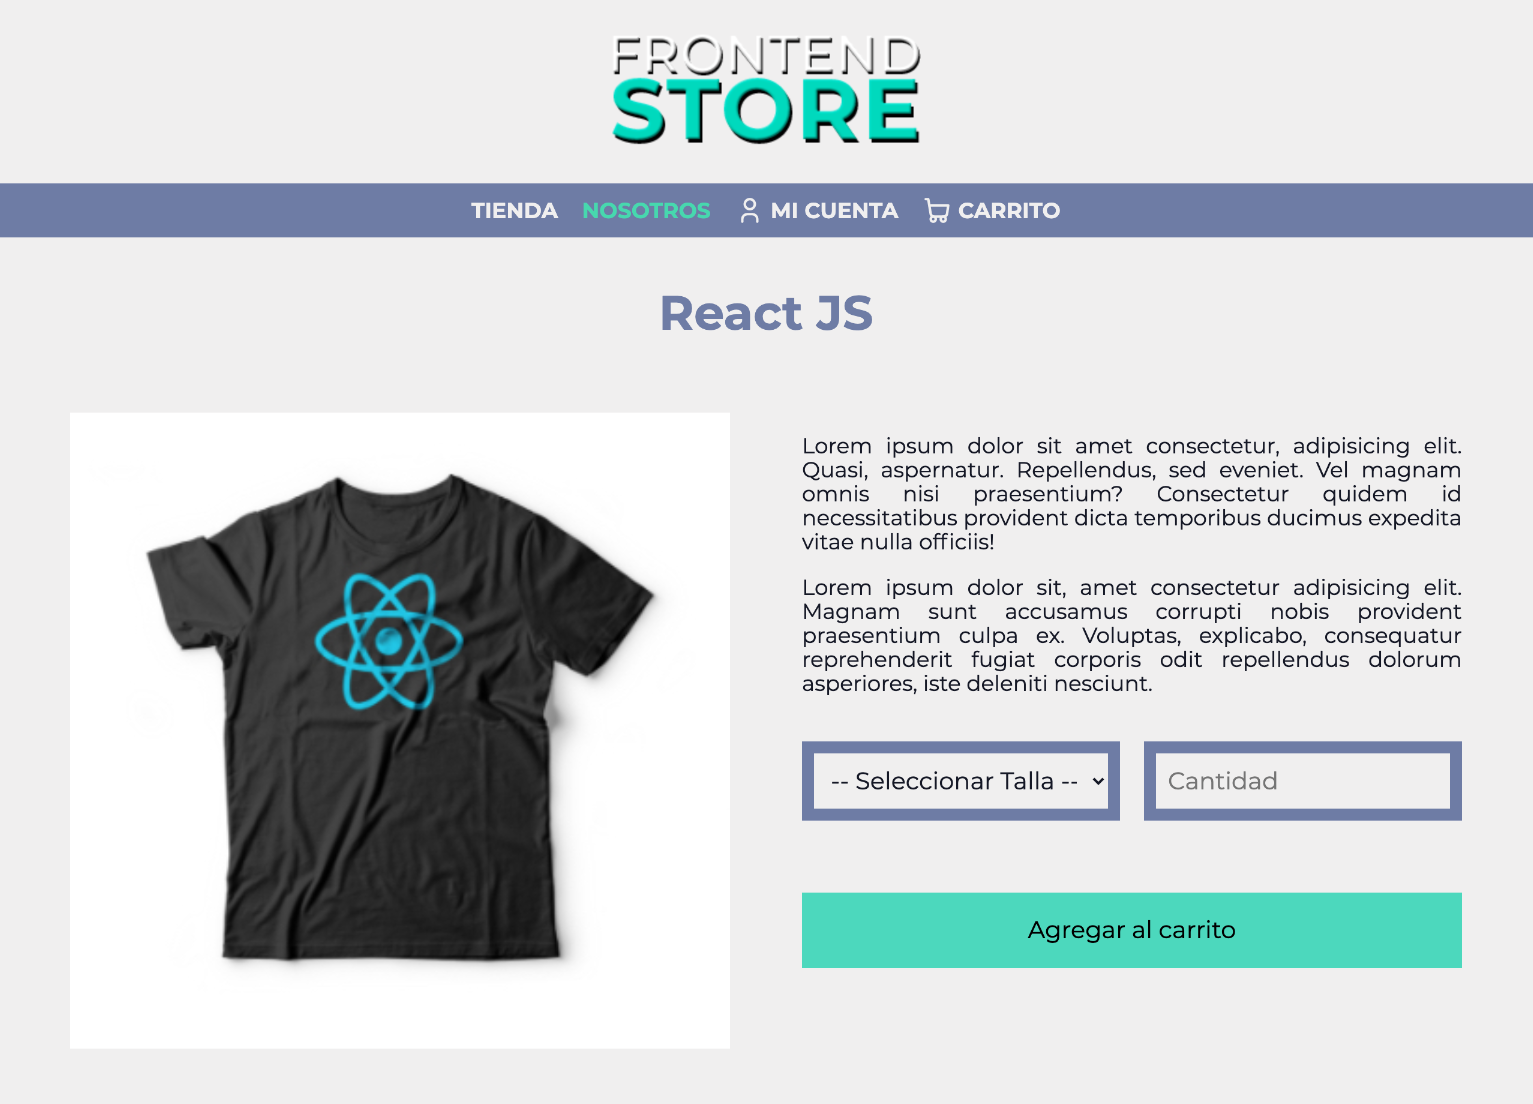 FRONTEND
STORE
TIENDA NOSOTROS MI CUENTA CARRITO
React JS
Lorem ipsum dolor sit amet consectetur, adipisicing elit.
Quasi, aspernatur. Repellendus, sed eveniet. Vel magnam
omnis nisi praesentium? Consectetur quidem id
necessitatibus provident dicta temporibus ducimus expedita
vitae nulla officiis!
Lorem ipsum dolor sit, amet consectetur adipisicing elit.
Magnam sunt accusamus corrupti nobis provident
praesentium culpa ex. Voluptas, explicabo, consequatur
reprehenderit fugiat corporis odit repellendus dolorum
asperiores, iste deleniti nesciunt.
-- Seleccionar Talla -- Cantidad
Agregar al carrito